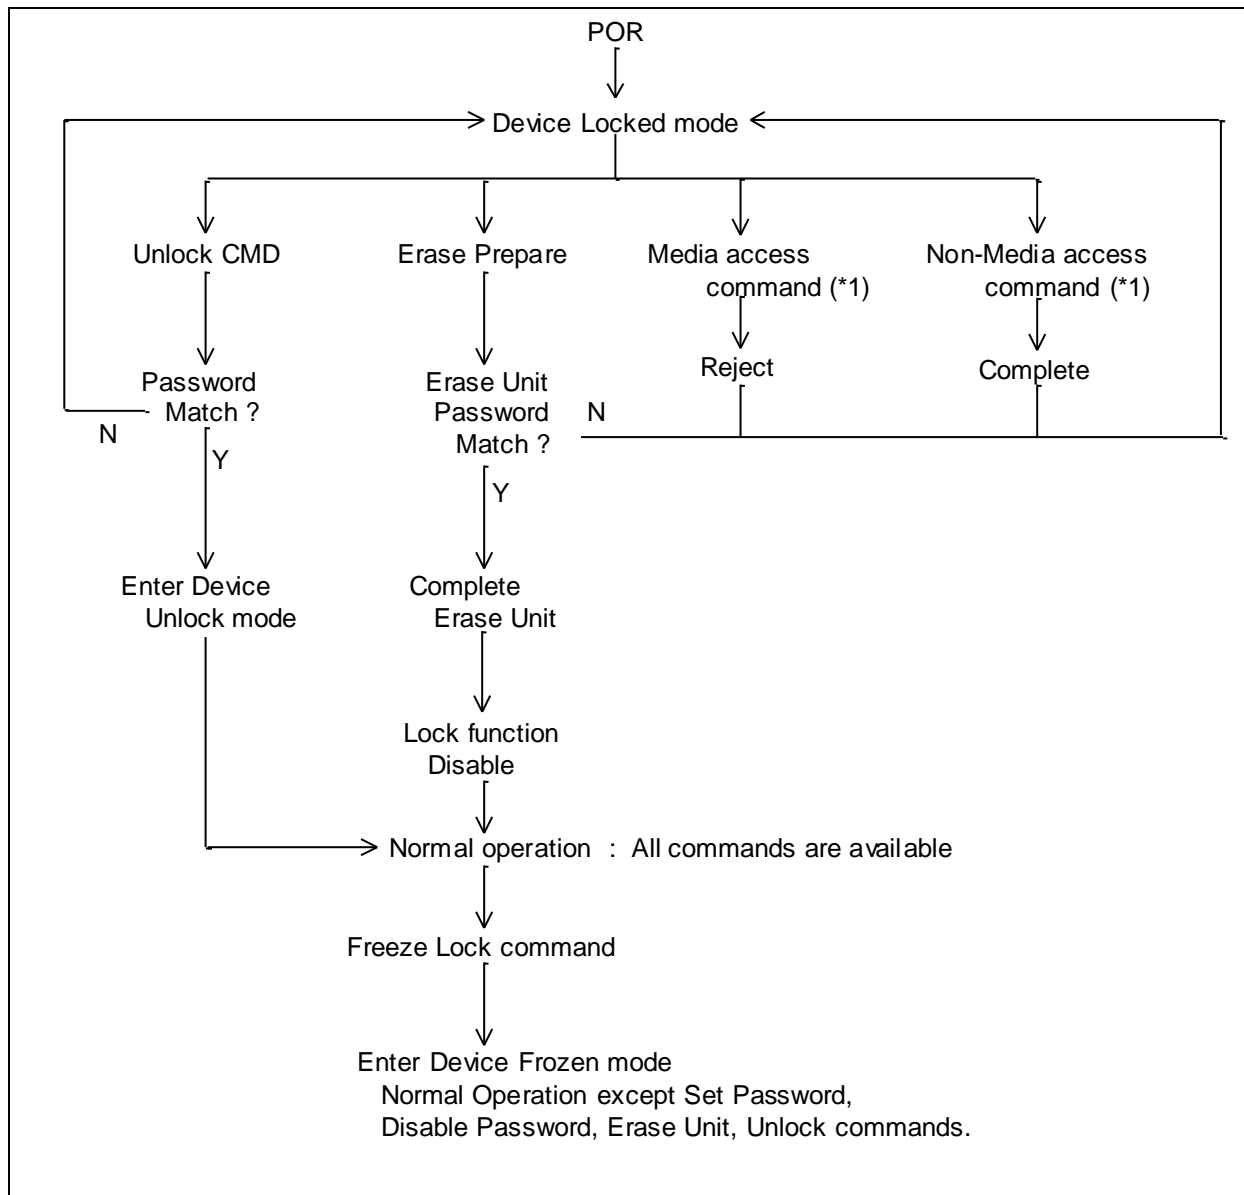 POR
Device Locked mode
Unlock CMD
Erase Prepare
Media access
command (*1)
Non-Media access
command (*1)
Password
Match ?
N
Y
Erase Unit
Password
Match ?
N
Y
Reject
Complete
Enter Device
Unlock mode
Complete
Erase Unit
Lock function
Disable
Normal operation : All commands are available
Freeze Lock command
Enter Device Frozen mode
Normal Operation except Set Password,
Disable Password, Erase Unit, Unlock commands.